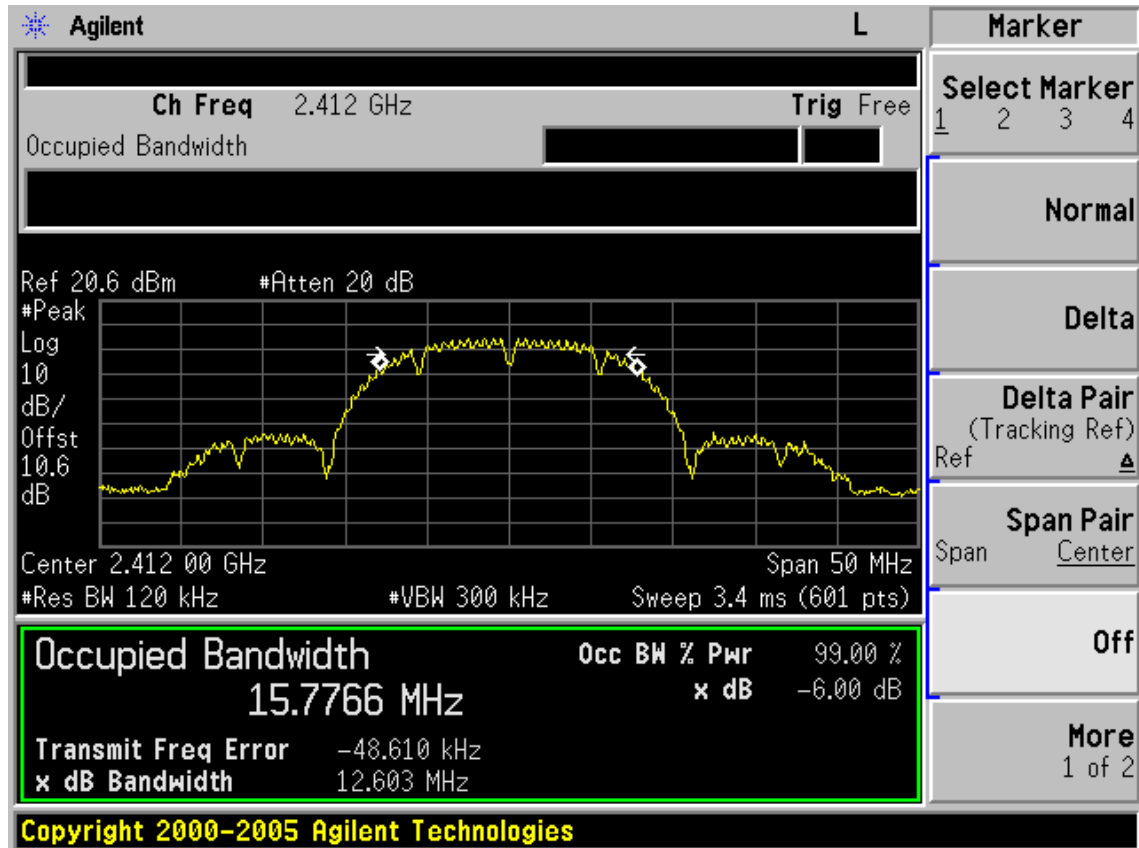 Agilent L
Ch Freq 2.412 GHz Trig Free
Occupied Bandwidth
Ref 20.6 dBm #Atten 20 dB
#Peak
Log
10
dB/
Offst
10.6
dB
Center 2.412 00 GHz Span 50 MHz
#Res BW 120 kHz #VBW 300 kHz Sweep 3.4 ms (601 pts)
Occupied Bandwidth Occ BW % Pwr 99.00 %
15.7766 MHz x dB -6.00 dB
Transmit Freq Error -48.610 kHz
x dB Bandwidth 12.603 MHz
Copyright 2000-2005 Agilent Technologies
Marker
Select Marker
1 2 3 4
Normal
Delta
Delta Pair
(Tracking Ref)
Ref Δ
Span Pair
Span Center
Off
More
1 of 2